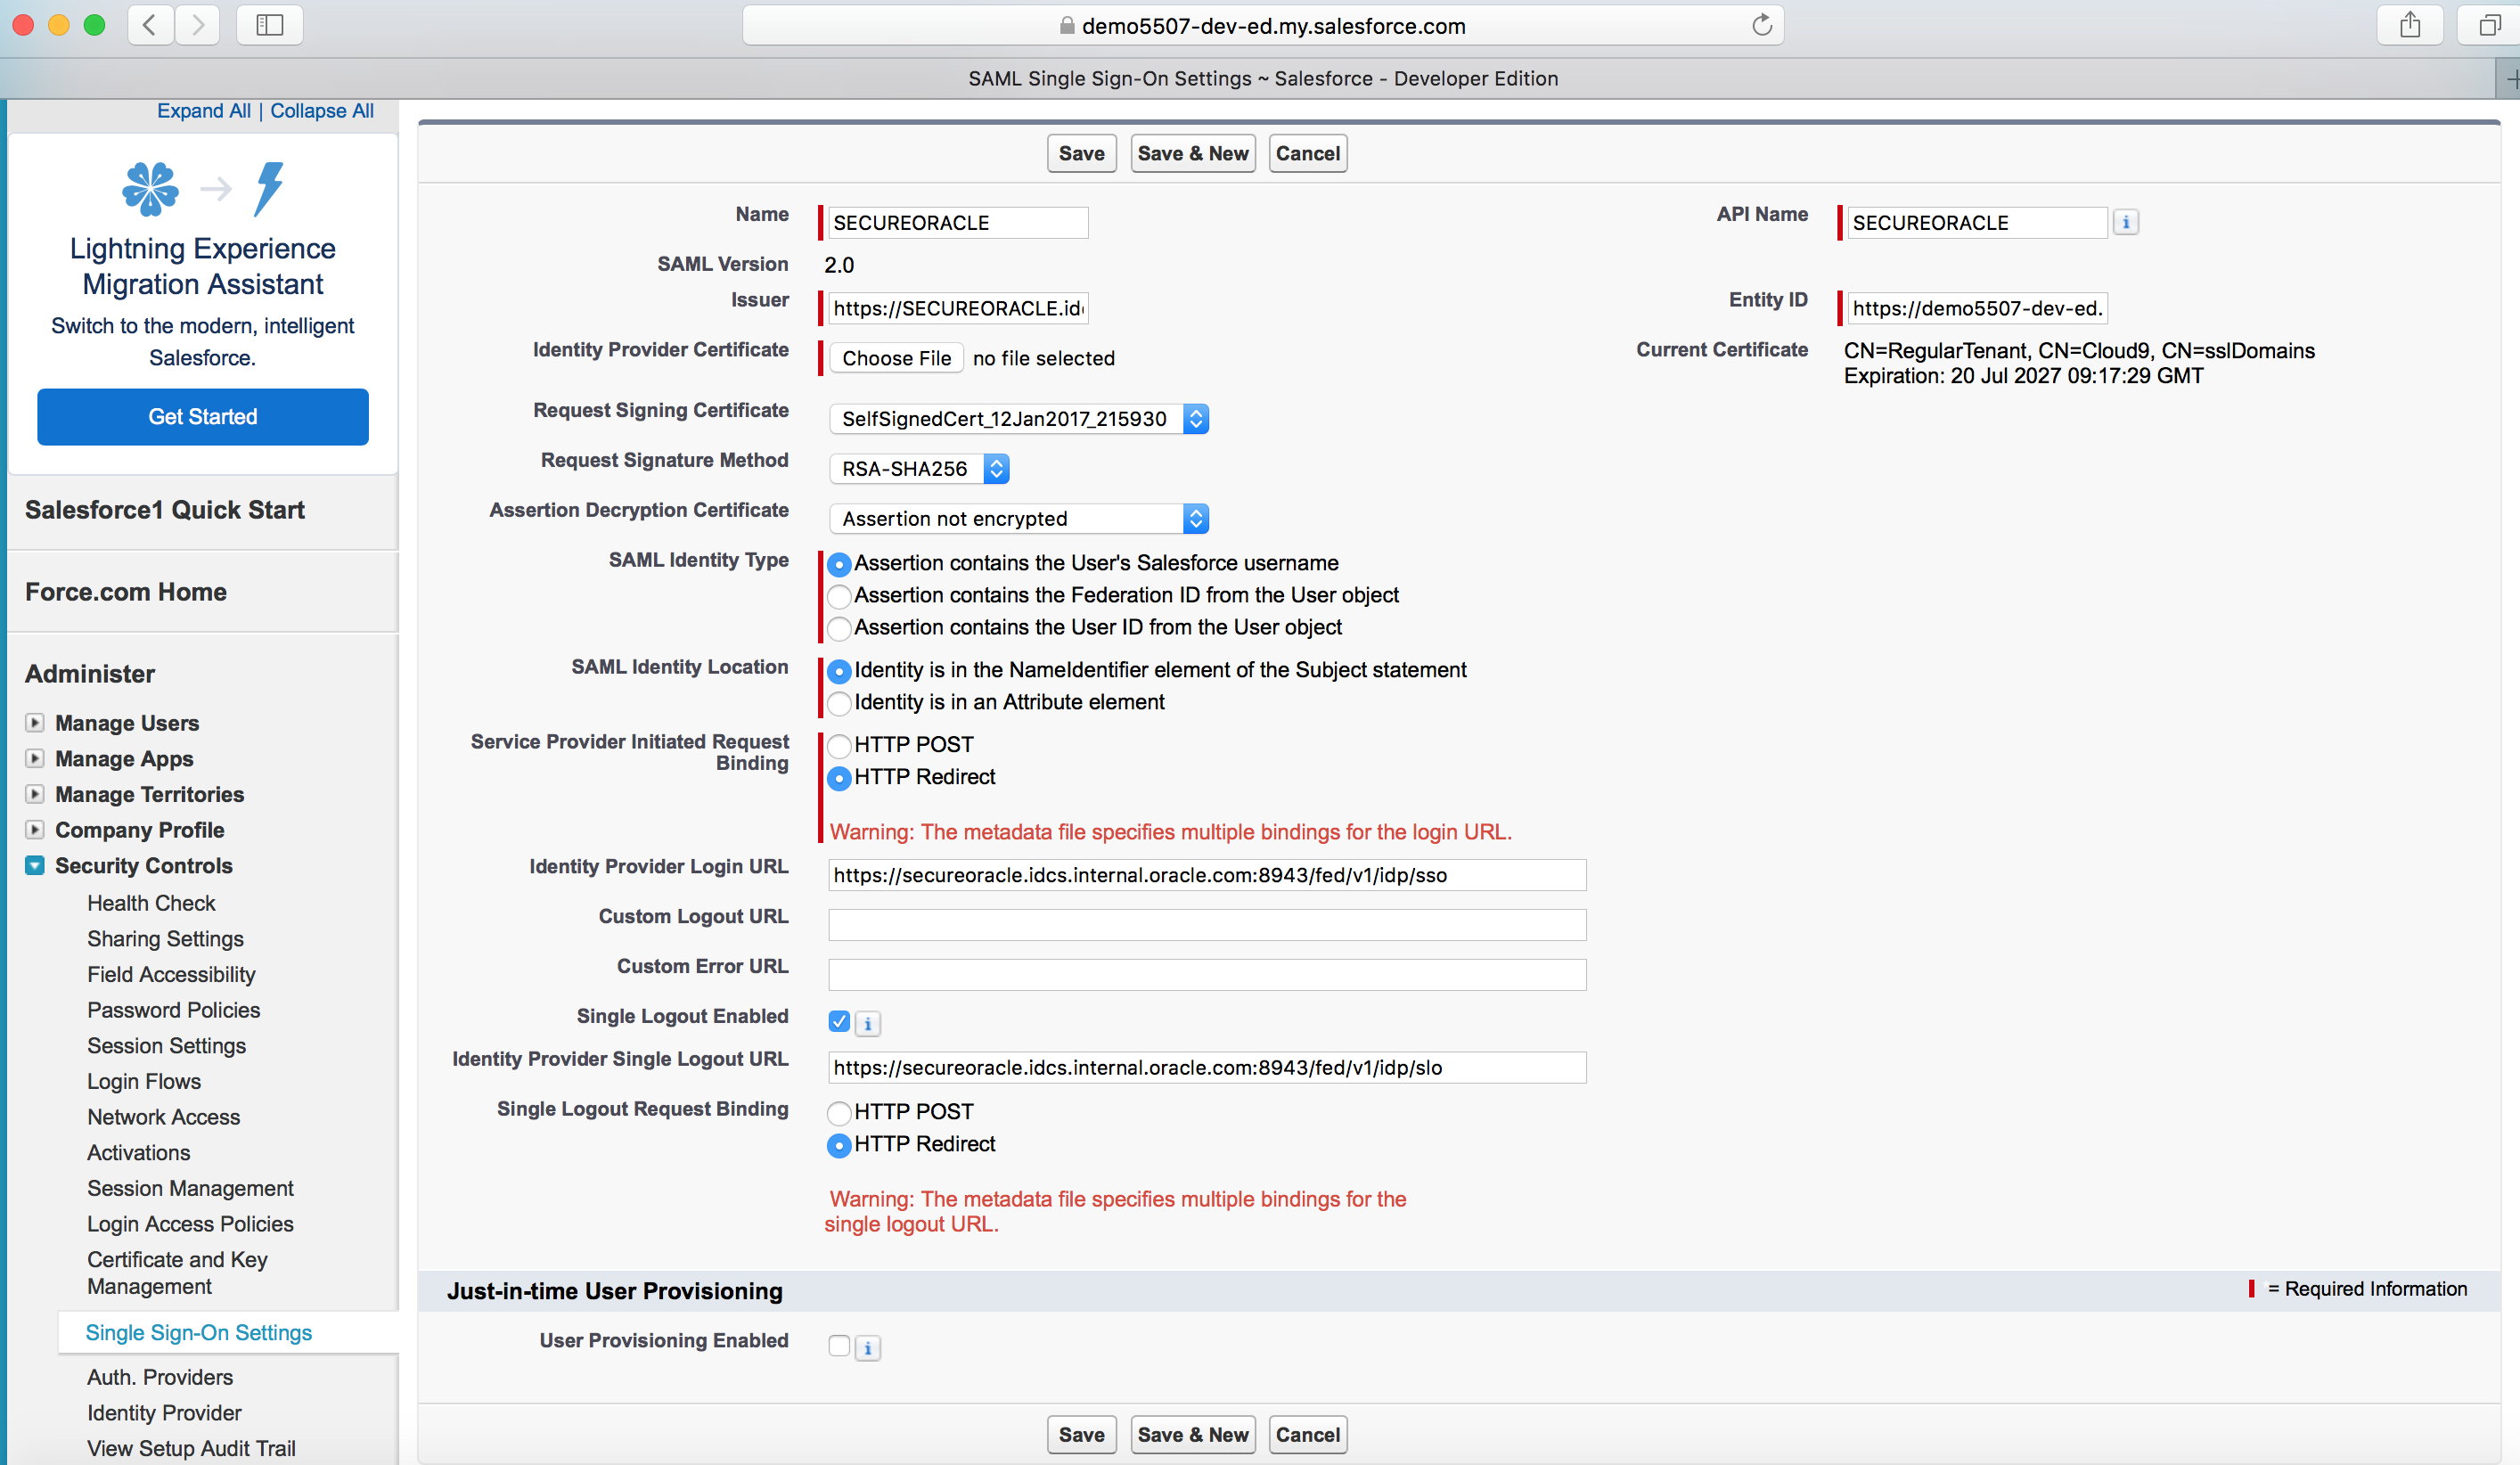 demo5507-dev-ed.my.salesforce.com
SAML Single Sign-On Settings ~ Salesforce - Developer Edition
Expand All | Collapse All
Lightning Experience
Migration Assistant
Switch to the modern, intelligent
Salesforce.
Get Started
Salesforce1 Quick Start
Force.com Home
Administer
Manage Users
Manage Apps
Manage Territories
Company Profile
Security Controls
Health Check
Sharing Settings
Field Accessibility
Password Policies
Session Settings
Login Flows
Network Access
Activations
Session Management
Login Access Policies
Certificate and Key
Management
Single Sign-On Settings
Auth. Providers
Identity Provider
View Setup Audit Trail
Save Save & New Cancel
Name SECUREORACLE API Name SECUREORACLE i
SAML Version 2.0
Issuer https://SECUREORACLE.id Entity ID https://demo5507-dev-ed.
Identity Provider Certificate Choose File no file selected Current Certificate CN=RegularTenant, CN=Cloud9, CN=sslDomains
Expiration: 20 Jul 2027 09:17:29 GMT
Request Signing Certificate SelfSignedCert_12Jan2017_215930
Request Signature Method RSA-SHA256
Assertion Decryption Certificate Assertion not encrypted
SAML Identity Type Assertion contains the User's Salesforce username
Assertion contains the Federation ID from the User object
Assertion contains the User ID from the User object
SAML Identity Location Identity is in the NameIdentifier element of the Subject statement
Identity is in an Attribute element
Service Provider Initiated Request HTTP POST
Binding HTTP Redirect
Warning: The metadata file specifies multiple bindings for the login URL.
Identity Provider Login URL https://secureoracle.idcs.internal.oracle.com:8943/fed/v1/idp/sso
Custom Logout URL
Custom Error URL
Single Logout Enabled i
Identity Provider Single Logout URL https://secureoracle.idcs.internal.oracle.com:8943/fed/v1/idp/slo
Single Logout Request Binding HTTP POST
HTTP Redirect
Warning: The metadata file specifies multiple bindings for the
single logout URL.
Just-in-time User Provisioning = Required Information
User Provisioning Enabled i
Save Save & New Cancel